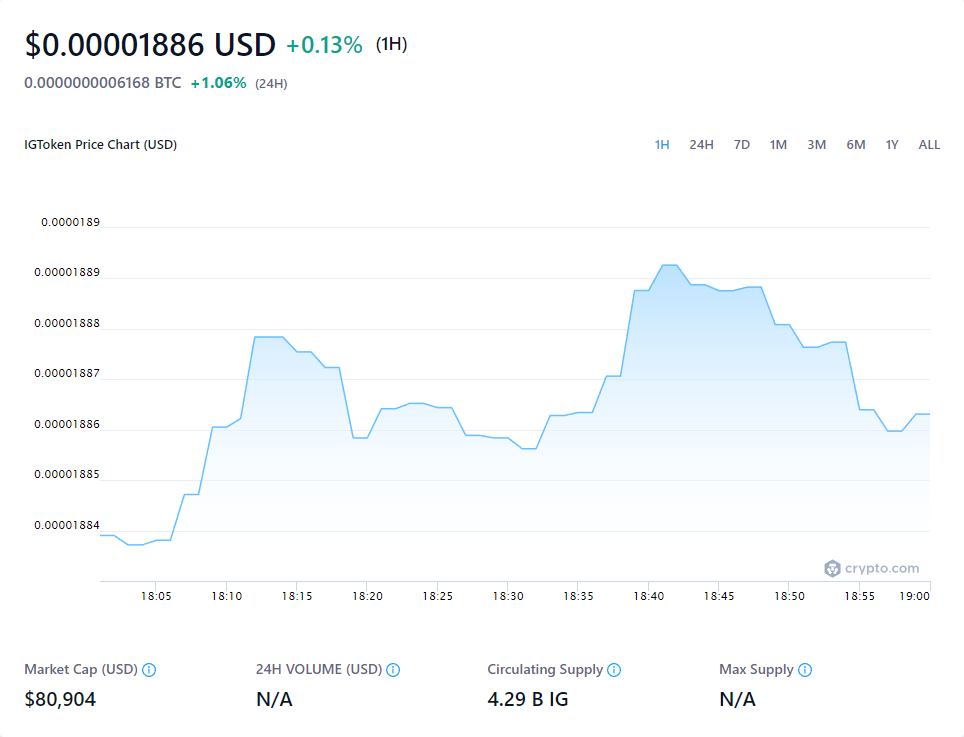 $0.00001886 USD +0.13% (1H)
0.0000000006168 BTC +1.06% (24H)
IGToken Price Chart (USD) 1H 24H 7D 1M 3M 6M 1Y ALL
0.0000189
0.00001889
0.00001888
0.00001887
0.00001886
0.00001885
0.00001884
crypto.com
18:05 18:10 18:15 18:20 18:25 18:30 18:35 18:40 18:45 18:50 18:55 19:00
Market Cap (USD) 24H VOLUME (USD) Circulating Supply Max Supply
$80,904 N/A 4.29 B IG N/A